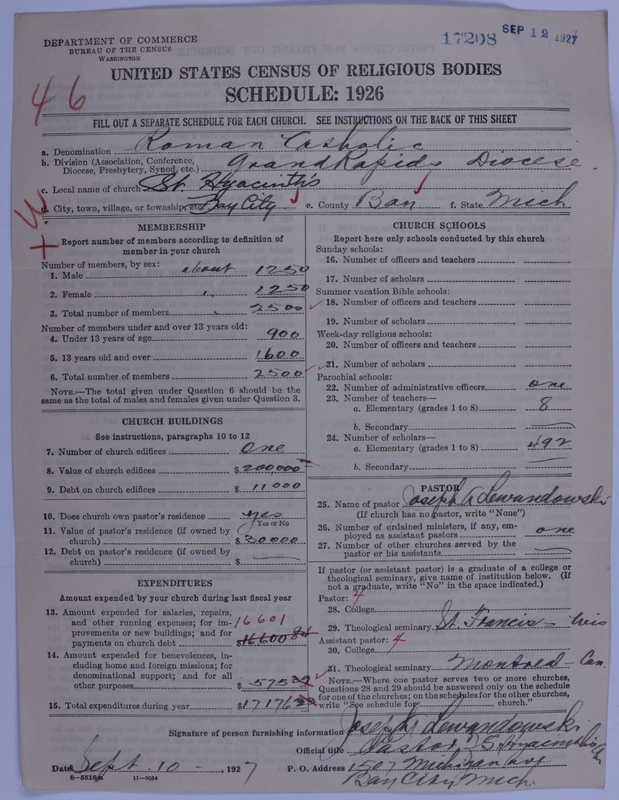 17208 SEP 12 1927
DEPARTMENT OF COMMERCE
BUREAU OF THE CENSUS
WASHINGTON
UNITED STATES CENSUS OF RELIGIOUS BODIES
SCHEDULE: 1926
46
FILL OUT A SEPARATE SCHEDULE FOR EACH CHURCH. SEE INSTRUCTIONS ON THE BACK OF THIS SHEET
a. Denomination Roman Catholic
b. Division (Association, Conference, Diocese, Presbytery, Synod, etc.) Grand Rapids Diocese
c. Local name of church St. Hyacinth's
d. City, town, village, or township, etc. Bay City e. County Bay f. State Mich
MEMBERSHIP
Report number of members according to definition of
member in your church
Number of members, by sex:
1. Male about 1250
2. Female " 1250
3. Total number of members 2500
Number of members under and over 13 years old:
4. Under 13 years of age 900
5. 13 years old and over 1600
6. Total number of members 2500
NOTE.—The total given under Question 6 should be the
same as the total of males and females given under Question 3.
CHURCH BUILDINGS
See instructions, paragraphs 10 to 12
7. Number of church edifices One
8. Value of church edifices $ 200000
9. Debt on church edifices $ 11000
10. Does church own pastor's residence yes
Yes or No
11. Value of pastor's residence (if owned by
church) $ 30.000
12. Debt on pastor's residence (if owned by
church) $
EXPENDITURES
Amount expended by your church during last fiscal year
13. Amount expended for salaries, repairs,
and other running expenses; for im-
provements or new buildings; and for
payments on church debt 16601 $ 16600 84
14. Amount expended for benevolences, in-
cluding home and foreign missions; for
denominational support; and for all
other purposes $ 575
15. Total expenditures during year $ 17176
CHURCH SCHOOLS
Report here only schools conducted by this church
Sunday schools:
16. Number of officers and teachers
17. Number of scholars
Summer vacation Bible schools:
18. Number of officers and teachers
19. Number of scholars
Week-day religious schools:
20. Number of officers and teachers
21. Number of scholars
Parochial schools:
22. Number of administrative officers one
23. Number of teachers—
a. Elementary (grades 1 to 8) 8
b. Secondary
24. Number of scholars—
a. Elementary (grades 1 to 8) 492
b. Secondary
PASTOR
25. Name of pastor Joseph A Lewandowski
(If church has no pastor, write "None")
26. Number of ordained ministers, if any, em-
ployed as assistant pastors one
27. Number of other churches served by the
pastor or his assistants
If pastor (or assistant pastor) is a graduate of a college or
theological seminary, give name of institution below. (If
not a graduate, write "No" in the space indicated.)
Pastor: 4
28. College
29. Theological seminary St Francis - Wis
Assistant pastor: 4
30. College
31. Theological seminary Montreal - Can.
NOTE.—Where one pastor serves two or more churches,
Questions 28 and 29 should be answered only on the schedule
for one of the churches; on the schedules for the other churches,
write "See schedule for church."
Signature of person furnishing information Joseph A Lewandowski
Official title Pastor
Date Sept. 10 -, 1927 P. O. Address 1507 Michigan Ave
Bay City Mich.
8-5518a 11-9684